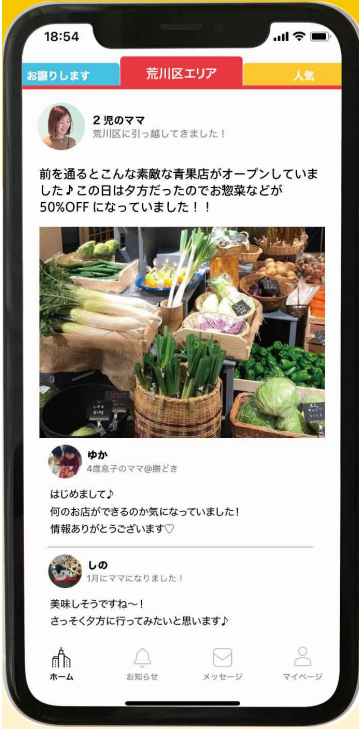 18:54
お譲りします
荒川区エリア
人気
2児のママ
荒川区に引っ越してきました！
前を通るとこんな素敵な青果店がオープンしていま
した♪この日は夕方だったのでお惣菜などが
50%OFF になっていました！！
ゆか
4歳息子のママ@勝どき
はじめまして♪
何のお店ができるのか気になっていました！
情報ありがとうございます♡
しの
1月にママになりました！
美味しそうですね〜！
さっそく夕方に行ってみたいと思います♪
ホーム
お知らせ
メッセージ
マイページ